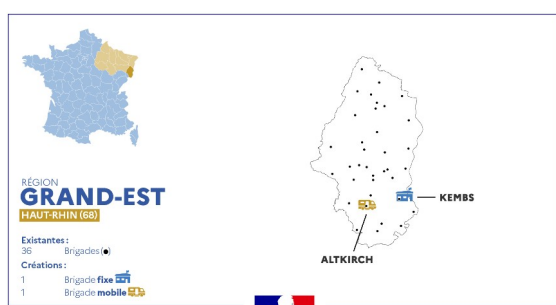 RÉGION
GRAND-EST
HAUT-RHIN (68)
Existantes :
36 Brigades (●)
Créations :
1 Brigade fixe
1 Brigade mobile
KEMBS
ALTKIRCH